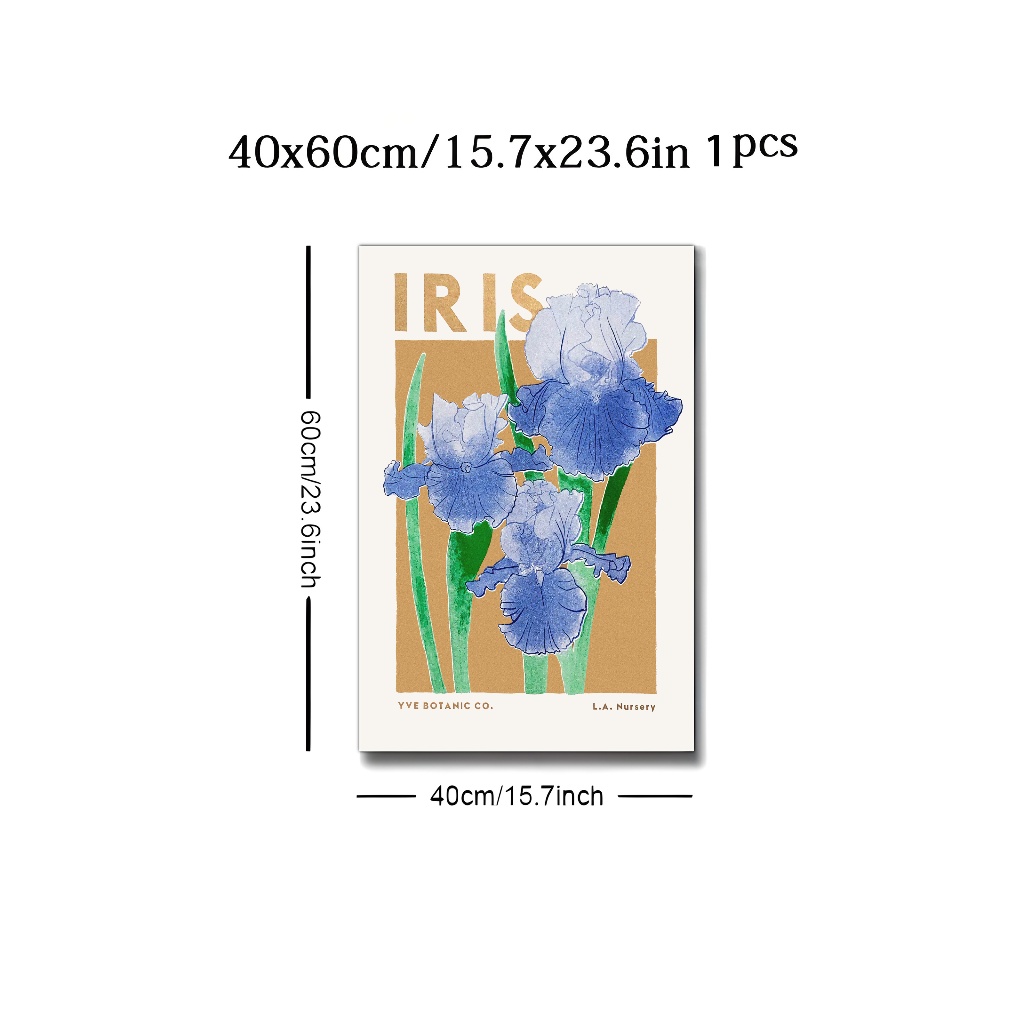 40x60cm/15.7x23.6in 1pcs
IRIS
60cm/23.6inch
YVE BOTANIC CO.
L.A. Nursery
40cm/15.7inch